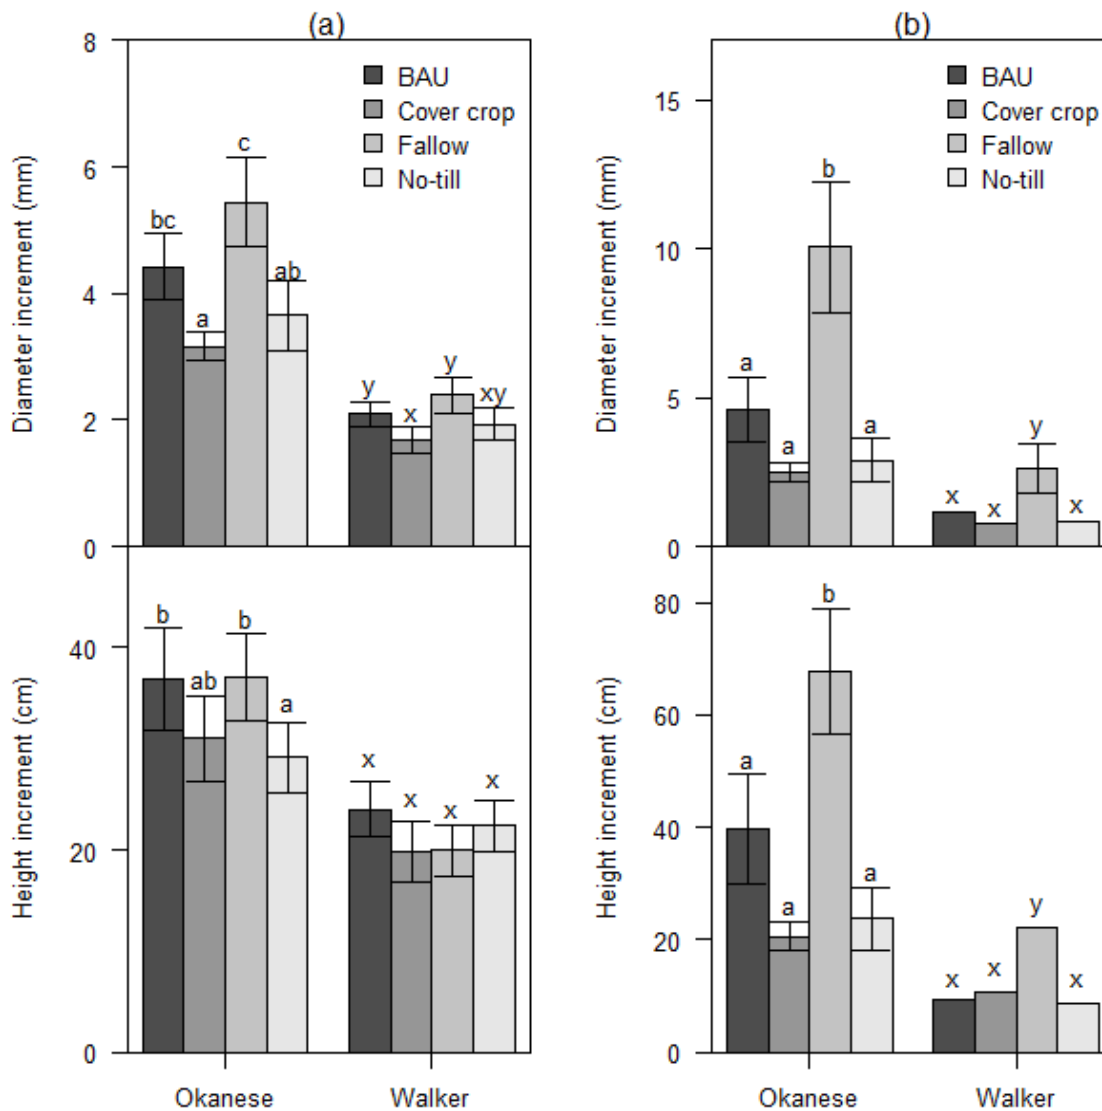 (a)
Diameter increment (mm)
8
6
4
2
0
BAU
Cover crop
Fallow
No-till
bc
a
c
ab
y
x
y
xy
Height increment (cm)
40
20
0
b
ab
b
a
x
x
x
x
Okanese
Walker
(b)
Diameter increment (mm)
15
10
5
0
BAU
Cover crop
Fallow
No-till
a
a
b
a
x
x
y
x
Height increment (cm)
80
60
40
20
0
a
a
b
a
x
x
y
x
Okanese
Walker